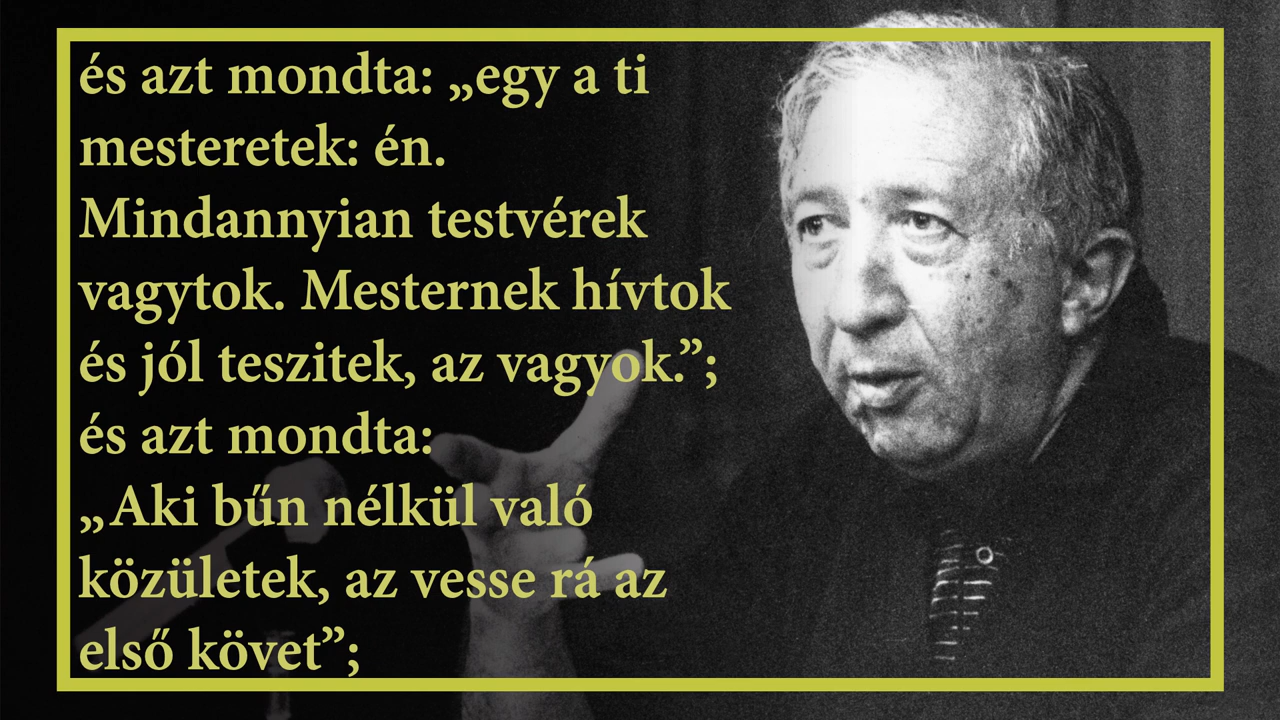 és azt mondta: „egy a ti
mesteretek: én.
Mindannyian testvérek
vagytok. Mesternek hívtok
és jól teszitek, az vagyok.”;
és azt mondta:
„Aki bűn nélkül való
közületek, az vesse rá az
első követ”;